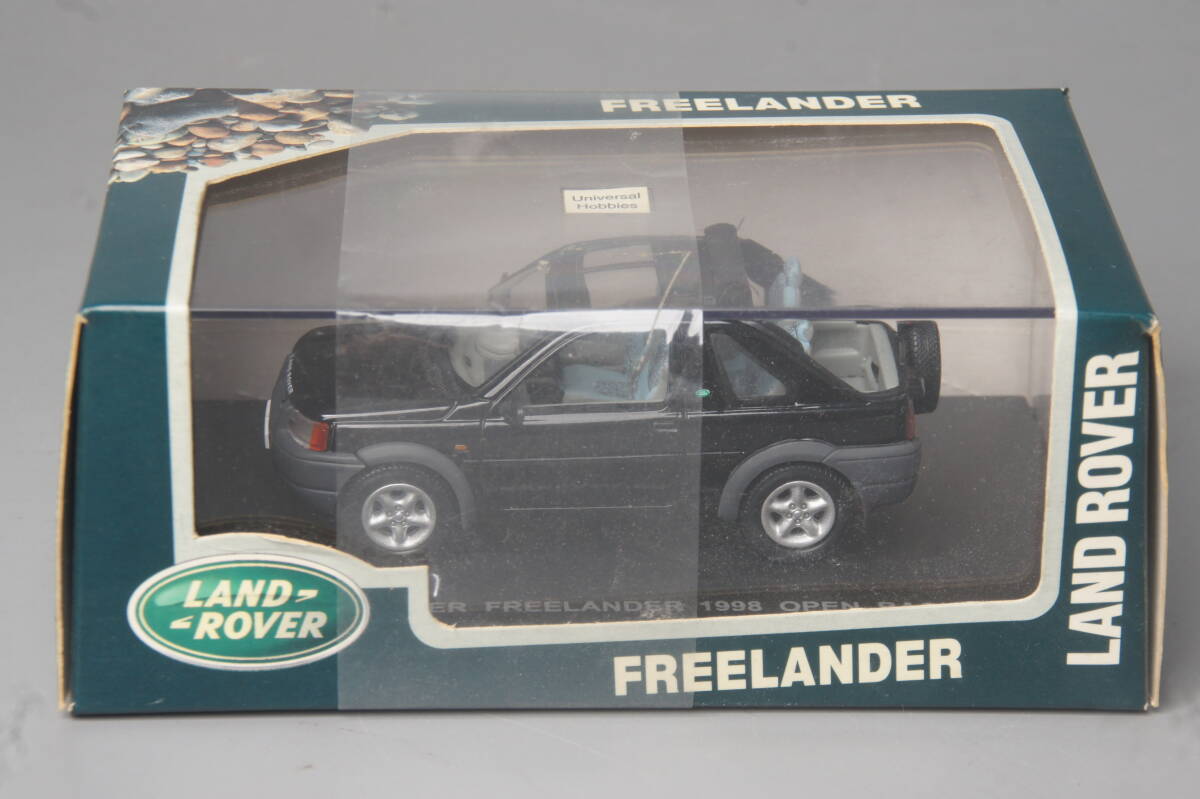 FREELANDER
Universal
Hobbies
LAND
ROVER
FREELANDER 1998 OPEN
FREELANDER
LAND ROVER